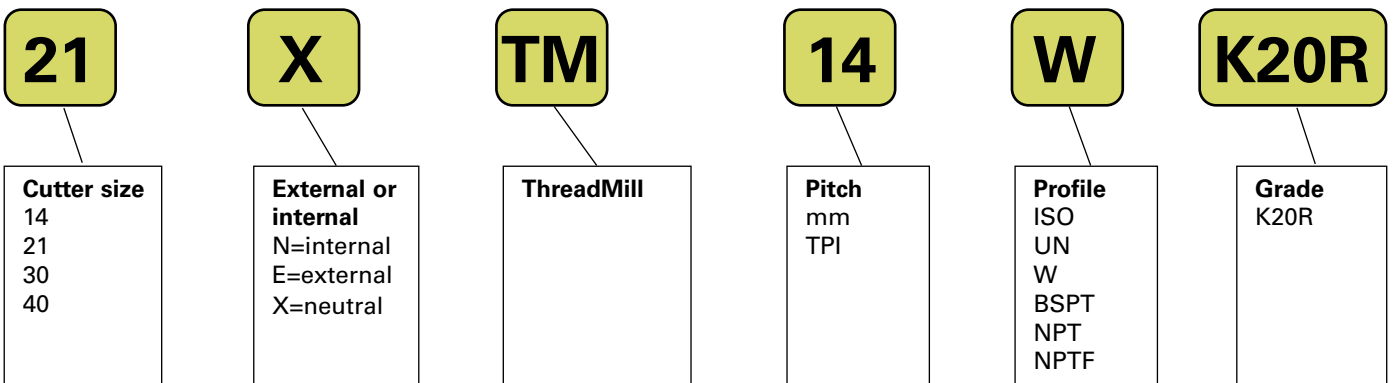 21
X
TM
14
W
K20R
Cutter size
14
21
30
40
External or
internal
N=internal
E=external
X=neutral
ThreadMill
Pitch
mm
TPI
Profile
ISO
UN
W
BSPT
NPT
NPTF
Grade
K20R